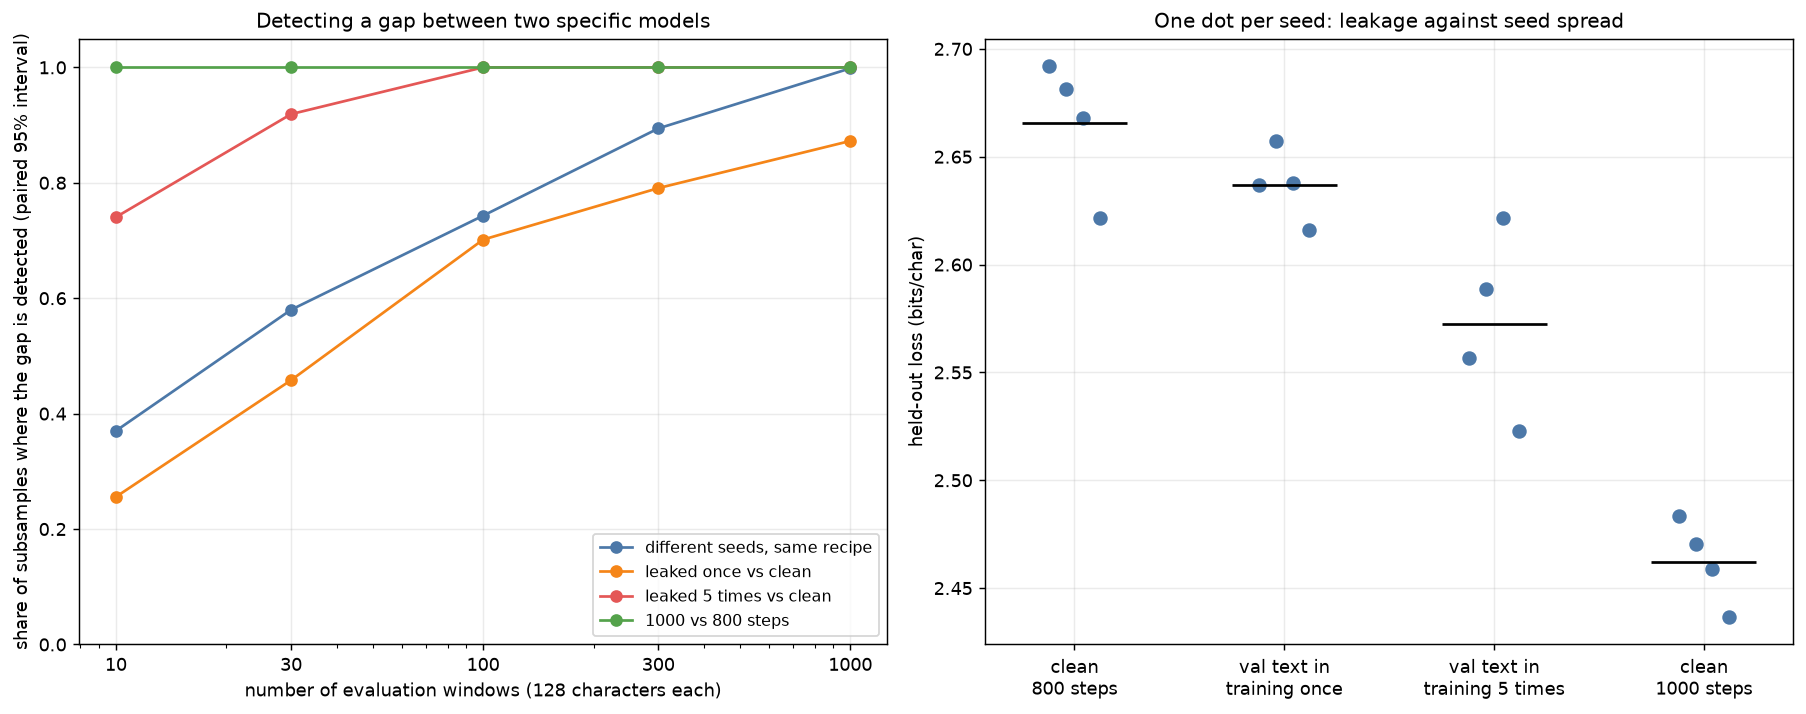 Detecting a gap between two specific models
share of subsamples where the gap is detected (paired 95% interval)
1.0
0.8
0.6
0.4
0.2
0.0
10
30
100
300
1000
number of evaluation windows (128 characters each)
different seeds, same recipe
leaked once vs clean
leaked 5 times vs clean
1000 vs 800 steps
One dot per seed: leakage against seed spread
held-out loss (bits/char)
2.70
2.65
2.60
2.55
2.50
2.45
clean
800 steps
val text in
training once
val text in
training 5 times
clean
1000 steps